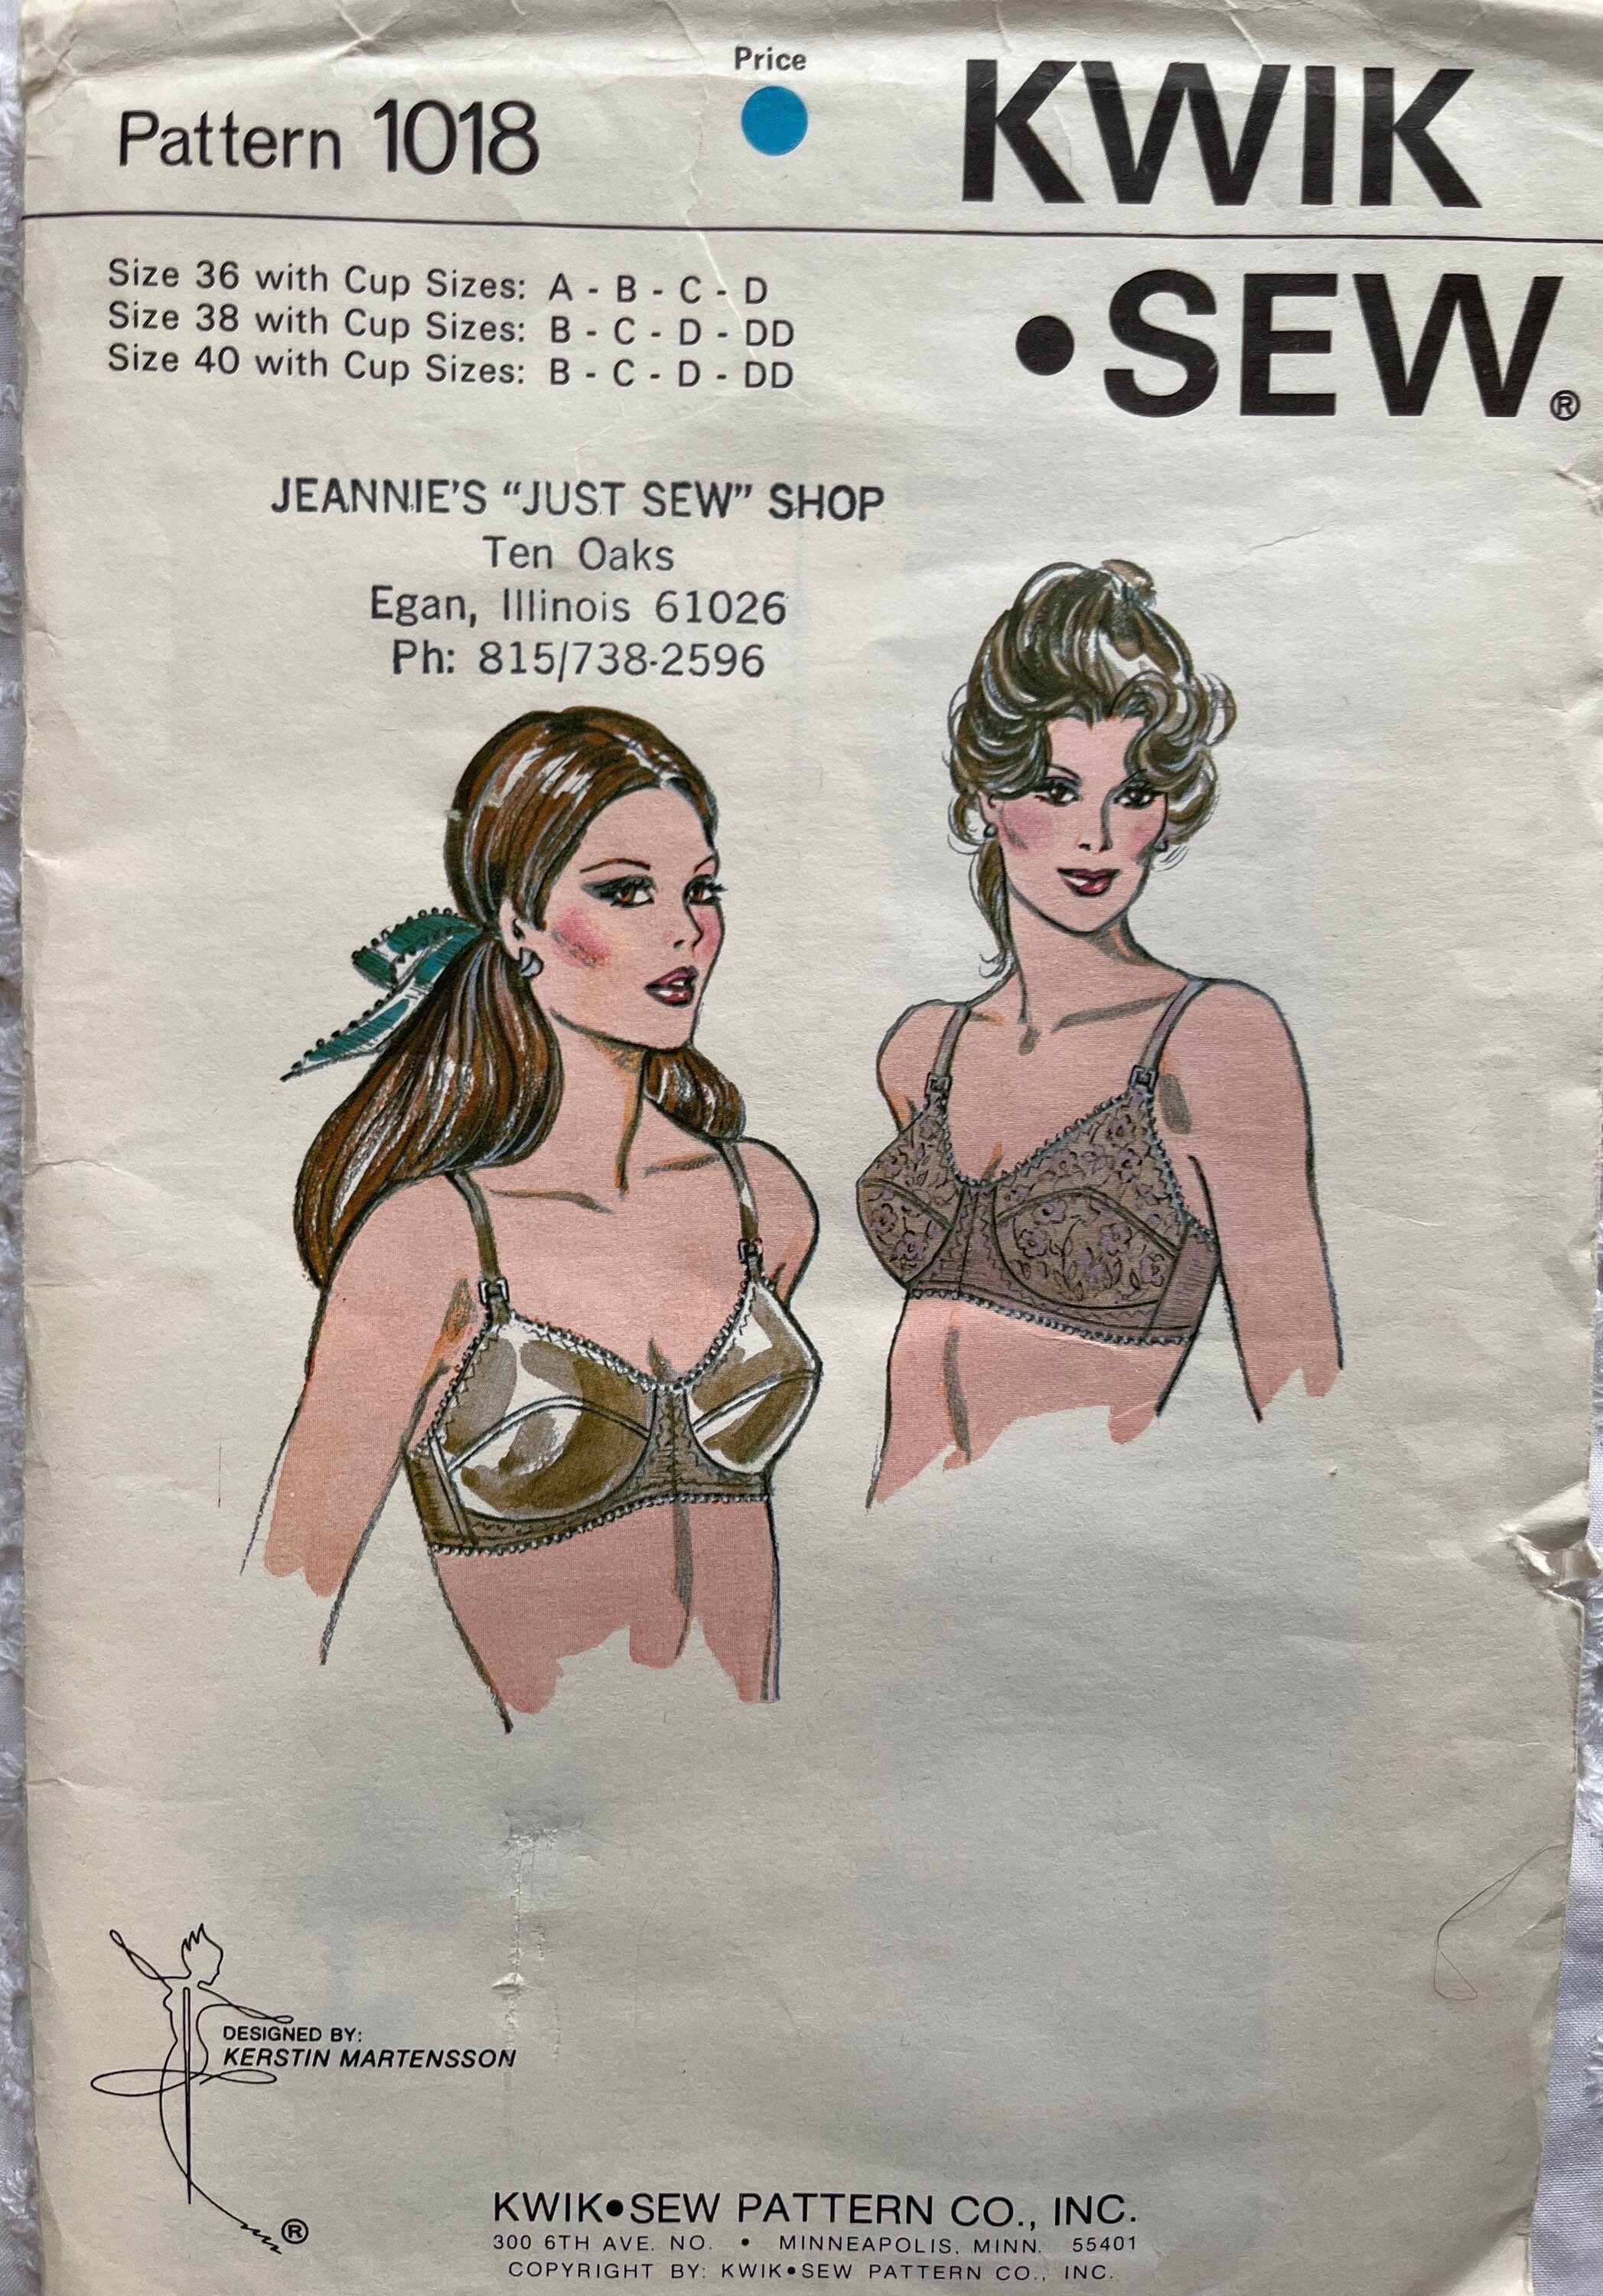 Price
Pattern 1018
KWIK
•SEW®
Size 36 with Cup Sizes: A - B - C - D
Size 38 with Cup Sizes: B - C - D - DD
Size 40 with Cup Sizes: B - C - D - DD
JEANNIE'S "JUST SEW" SHOP
Ten Oaks
Egan, Illinois 61026
Ph: 815/738-2596
DESIGNED BY:
KERSTIN MARTENSSON
®
KWIK•SEW PATTERN CO., INC.
300 6TH AVE. NO. • MINNEAPOLIS, MINN. 55401
COPYRIGHT BY: KWIK•SEW PATTERN CO., INC.